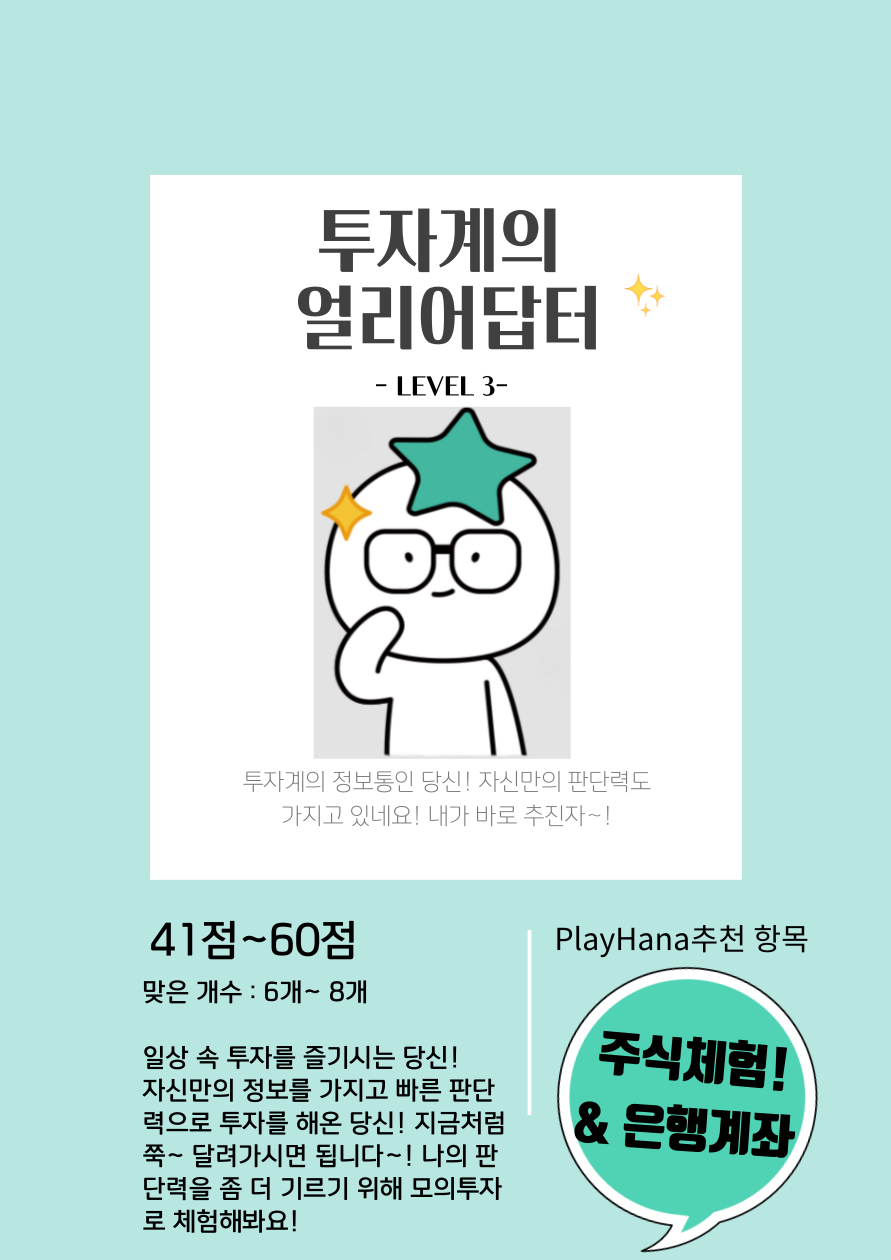 투자계의
얼리어답터
- LEVEL 3-
투자계의 정보통인 당신! 자신만의 판단력도
가지고 있네요! 내가 바로 추진자~!
41점~60점
맞은 개수 : 6개~ 8개
일상 속 투자를 즐기시는 당신!
자신만의 정보를 가지고 빠른 판단
력으로 투자를 해온 당신! 지금처럼
쭉~ 달려가시면 됩니다~! 나의 판
단력을 좀 더 기르기 위해 모의투자
로 체험해봐요!
PlayHana추천 항목
주식체험!
& 은행계좌